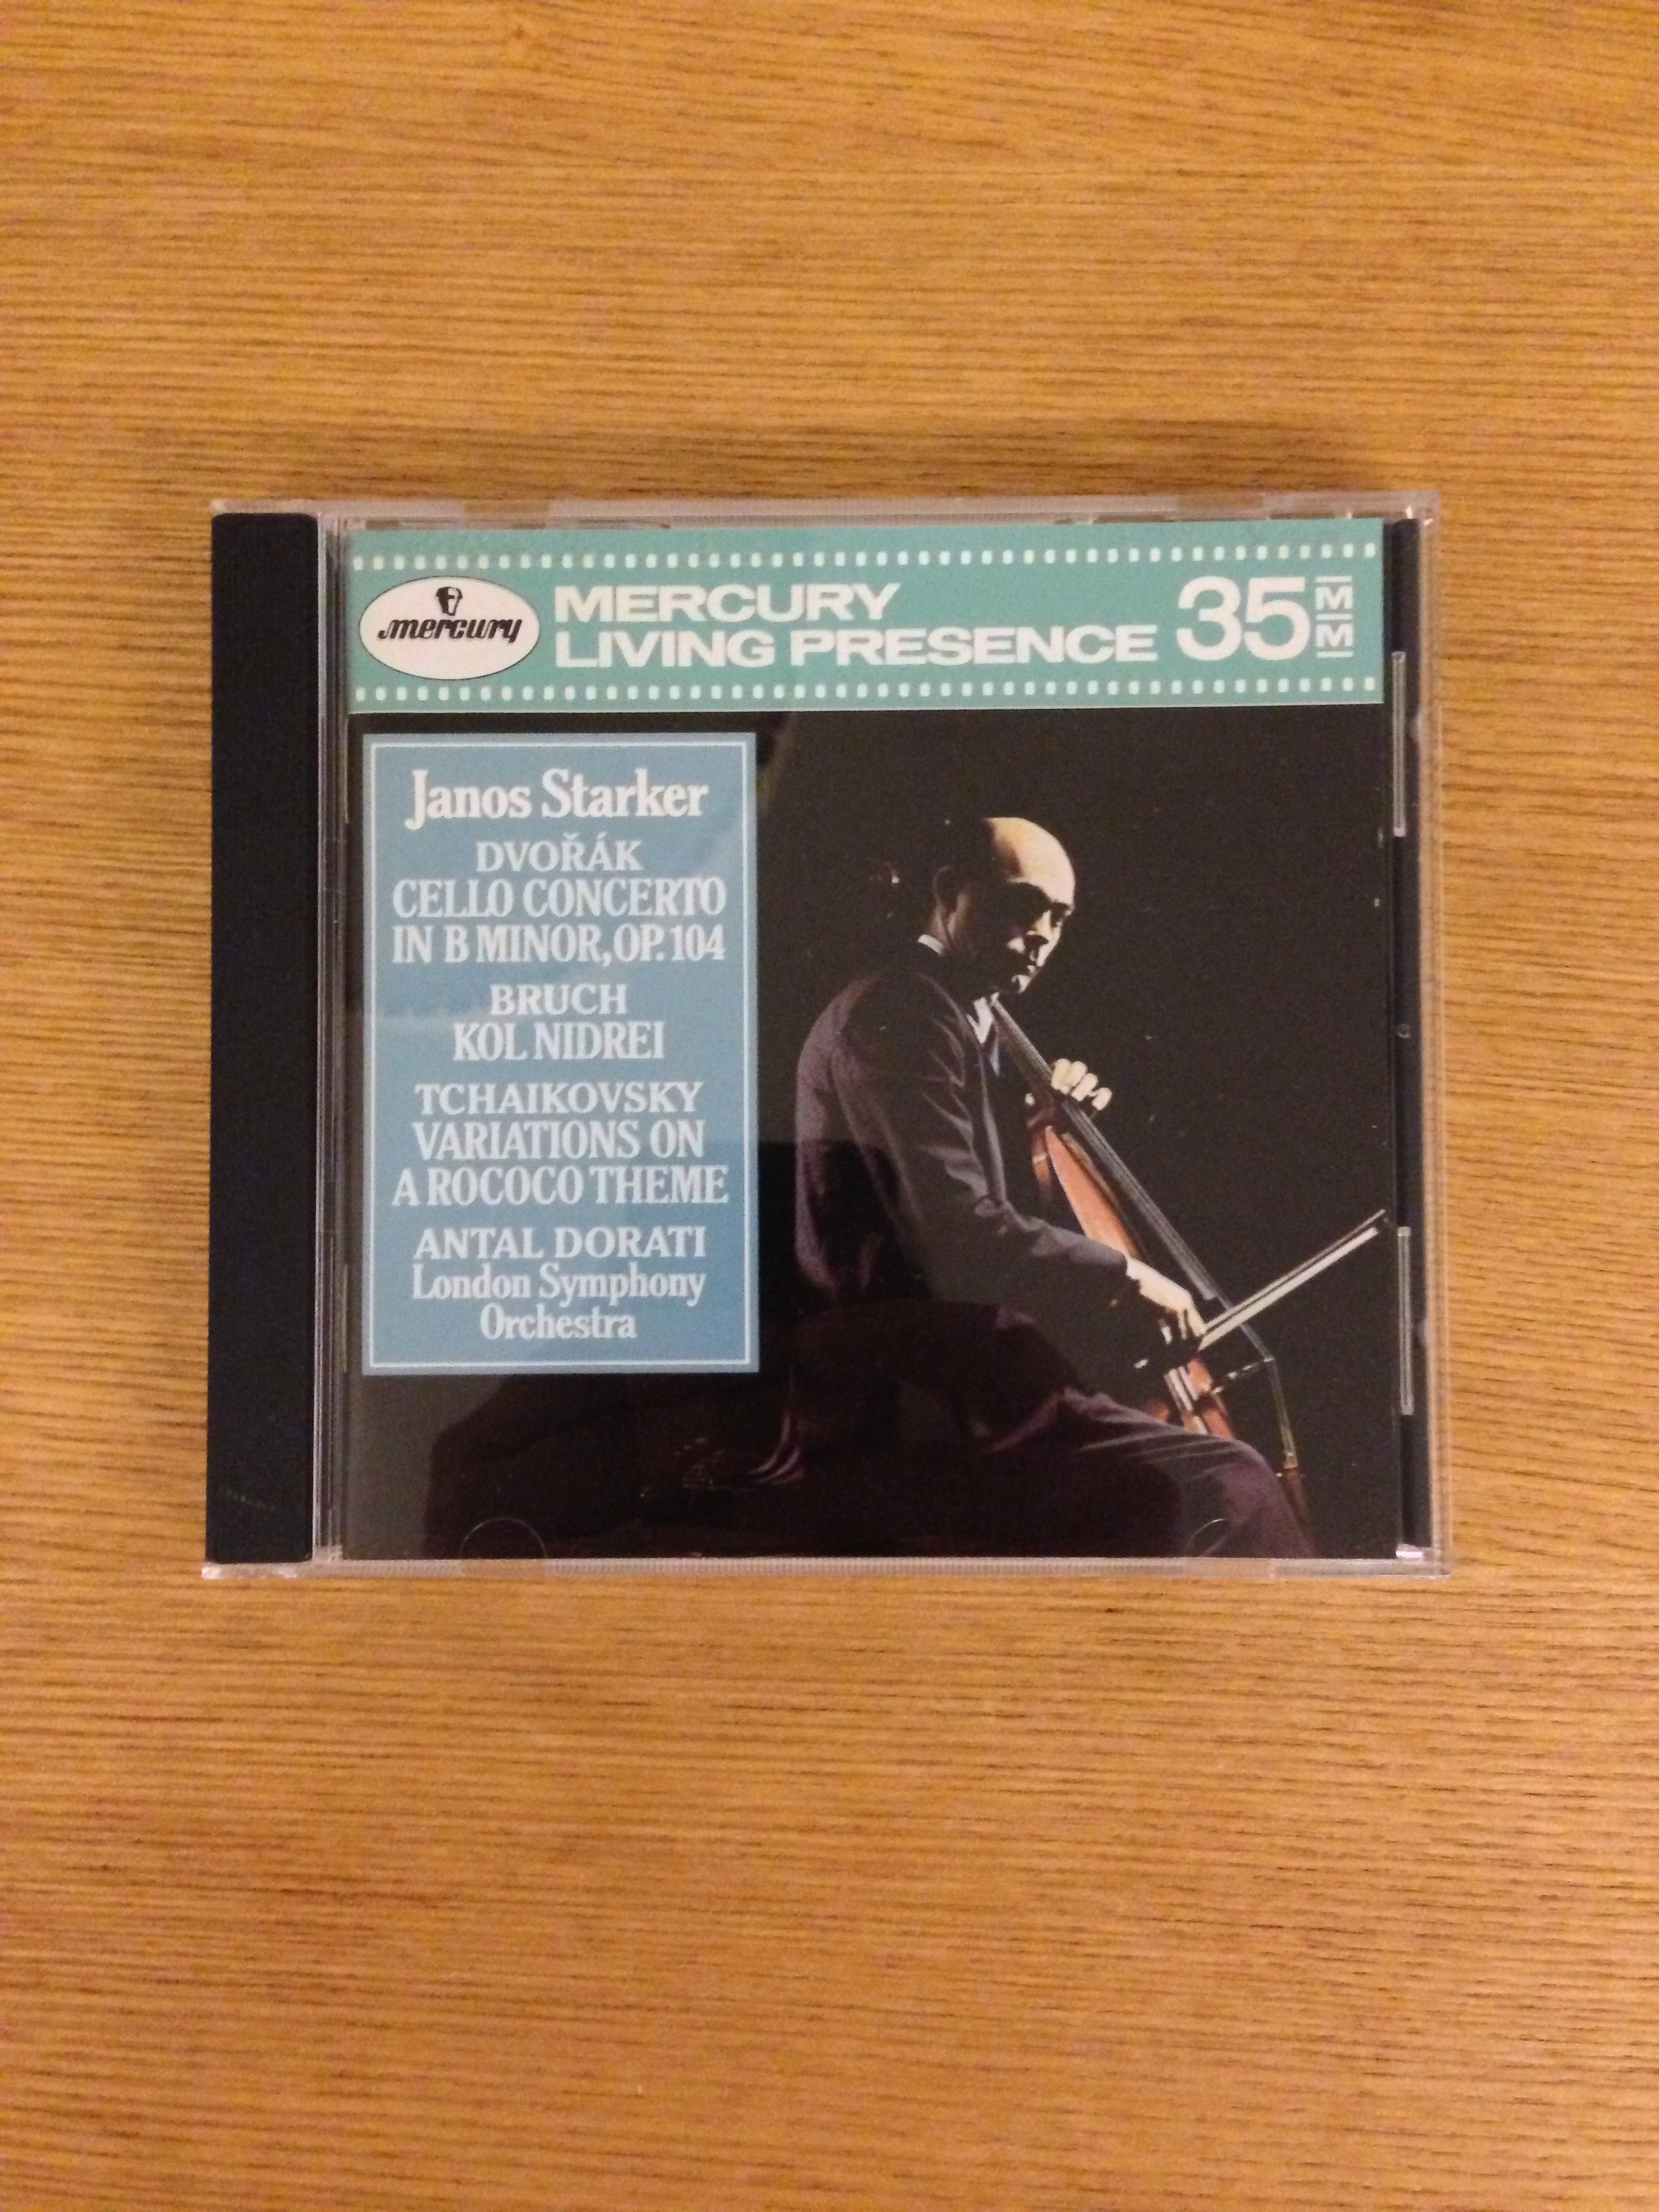 mercury
MERCURY
LIVING PRESENCE
35
M
M
Janos Starker
DVOŘÁK
CELLO CONCERTO
IN B MINOR, OP. 104
BRUCH
KOL NIDREI
TCHAIKOVSKY
VARIATIONS ON
A ROCOCO THEME
ANTAL DORATI
London Symphony
Orchestra